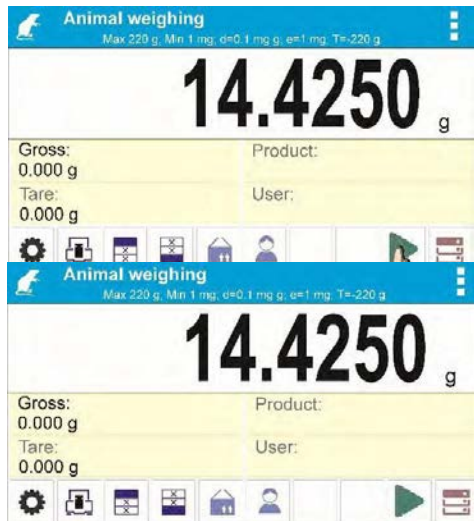 Animal weighing
Max 220 g; Min 1 mg; d=0.1 mg g; e=1 mg; T=-220 g
14.4250 g
Gross: Product:
0.000 g
Tare: User:
0.000 g
Animal weighing
Max 220 g; Min 1 mg; d=0.1 mg g; e=1 mg; T=-220 g
14.4250 g
Gross: Product:
0.000 g
Tare: User:
0.000 g